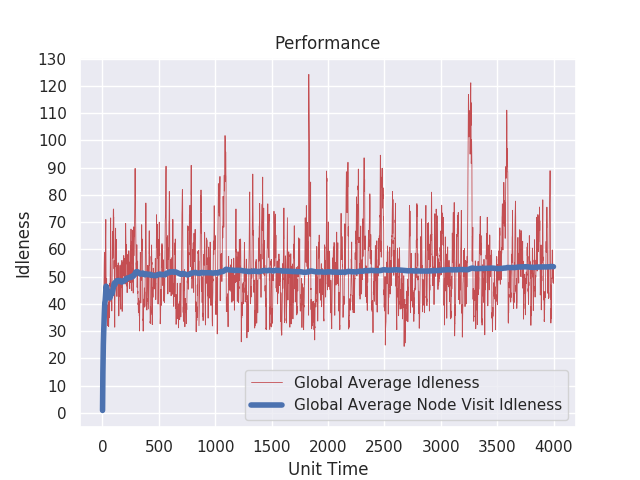 Performance
130
120
110
100
90
80
70
60
50
40
30
20
10
0
Idleness
Global Average Idleness
Global Average Node Visit Idleness
0 500 1000 1500 2000 2500 3000 3500 4000
Unit Time